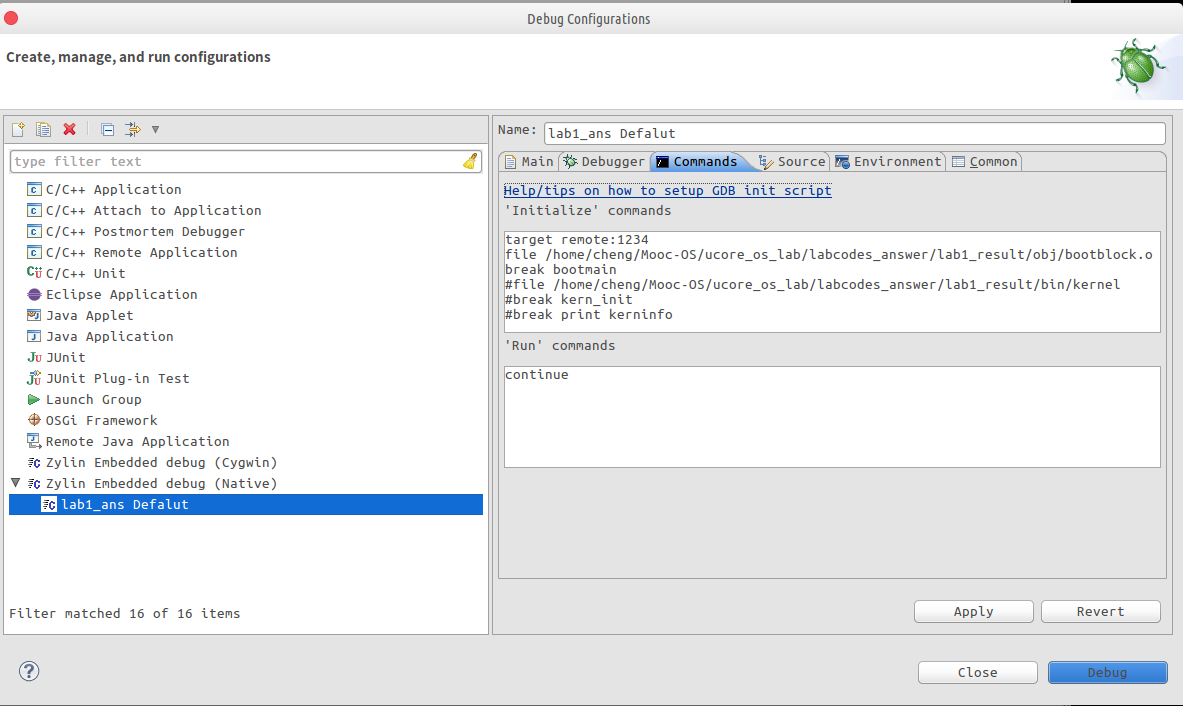 Debug Configurations
Create, manage, and run configurations
type filter text
C/C++ Application
C/C++ Attach to Application
C/C++ Postmortem Debugger
C/C++ Remote Application
C/C++ Unit
Eclipse Application
Java Applet
Java Application
JUnit
JUnit Plug-in Test
Launch Group
OSGi Framework
Remote Java Application
Zylin Embedded debug (Cygwin)
Zylin Embedded debug (Native)
lab1_ans Defalut
Filter matched 16 of 16 items
Name: lab1_ans Defalut
Main Debugger Commands Source Environment Common
Help/tips on how to setup GDB init script
'Initialize' commands
target remote:1234
file /home/cheng/Mooc-OS/ucore_os_lab/labcodes_answer/lab1_result/obj/bootblock.o
break bootmain
#file /home/cheng/Mooc-OS/ucore_os_lab/labcodes_answer/lab1_result/bin/kernel
#break kern_init
#break print kerninfo
'Run' commands
continue
Apply Revert
Close Debug